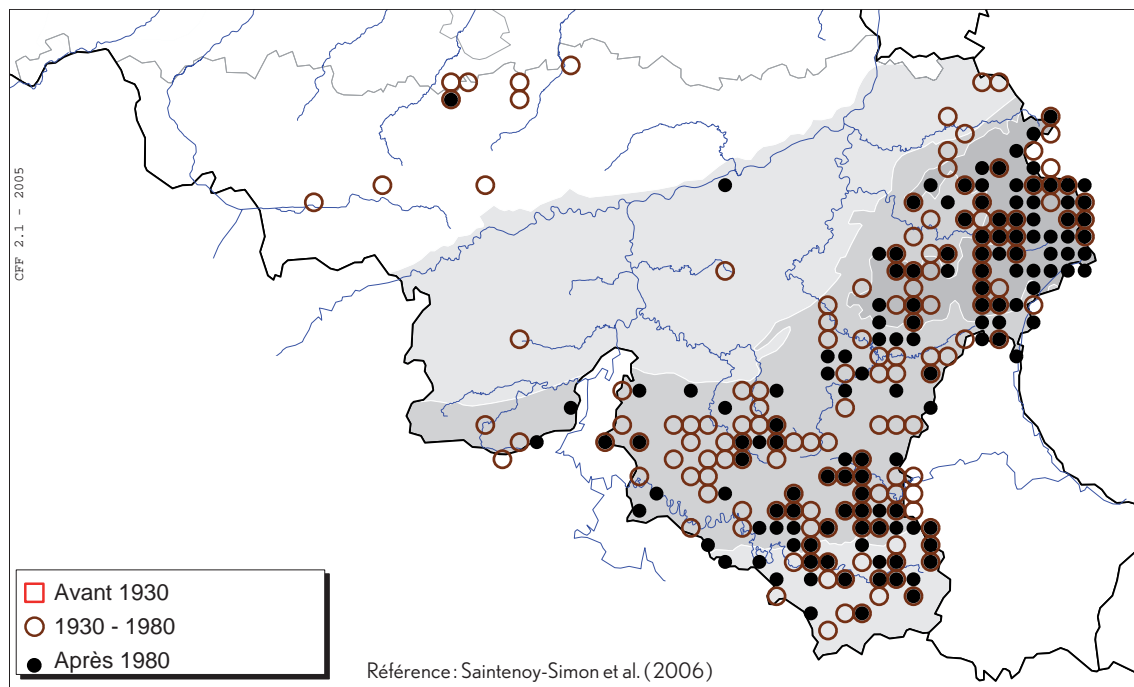 CFF 2.1 - 2005
Avant 1930
1930 - 1980
Après 1980
Référence : Saintenoy-Simon et al. (2006)